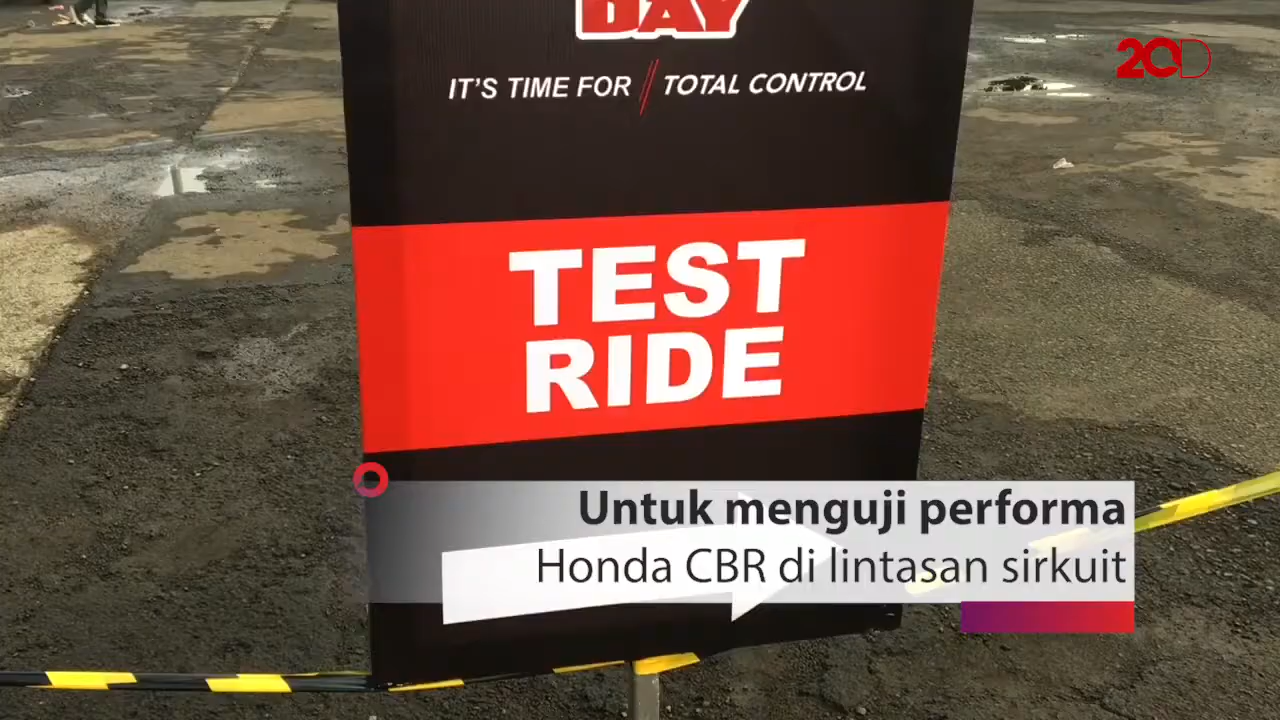 DAY
IT'S TIME FOR // TOTAL CONTROL
20D
TEST
RIDE
Untuk menguji performa
Honda CBR di lintasan sirkuit